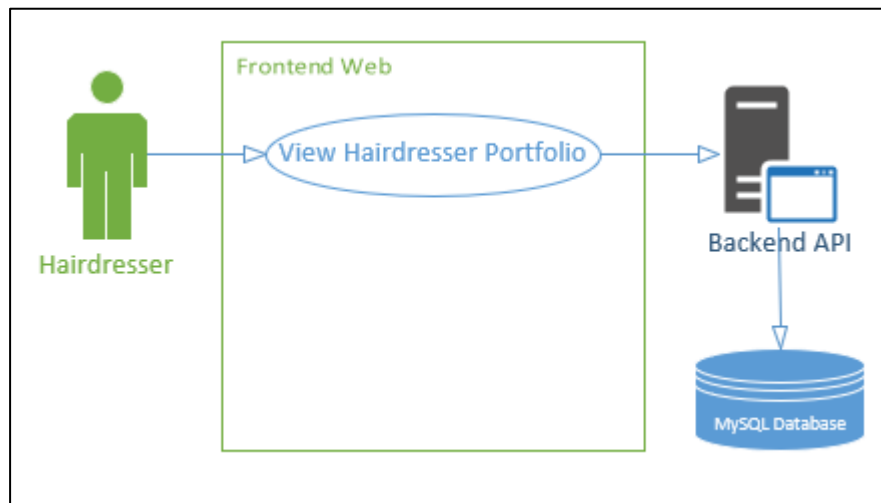 Frontend Web
View Hairdresser Portfolio
Hairdresser
Backend API
MySQL Database